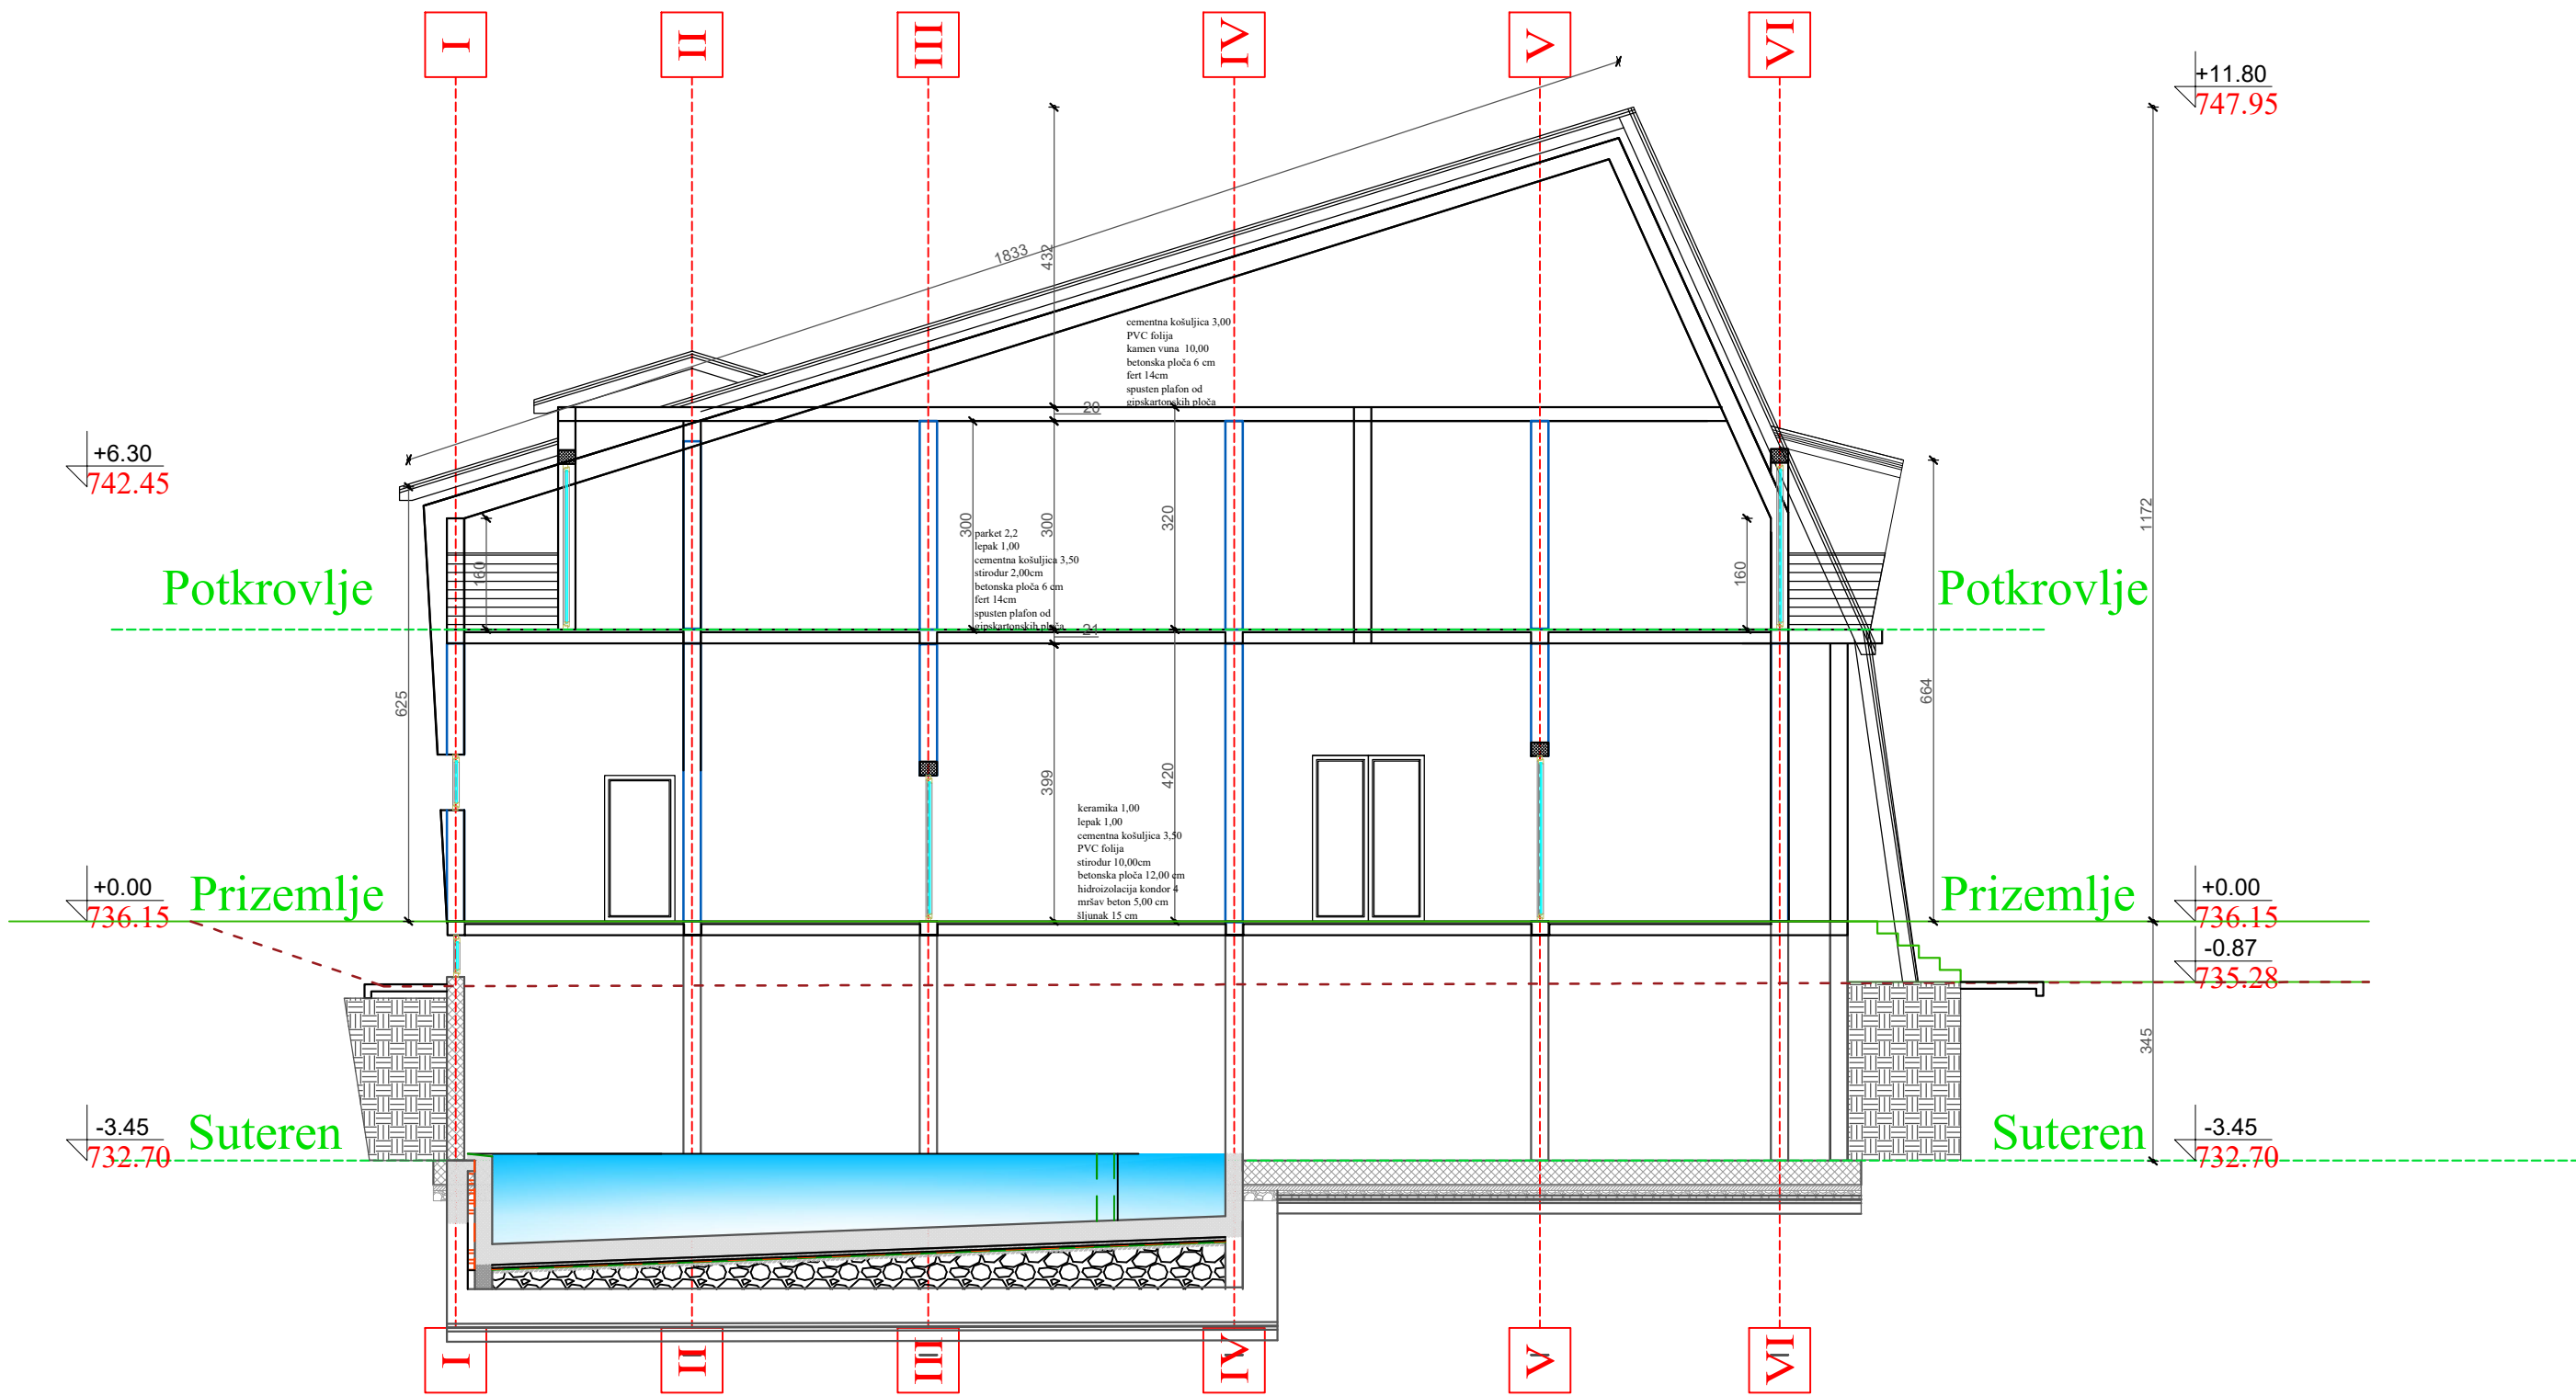 I
II
III
IV
V
VI
+11.80
747.95
1833
432
cementna košuljica 3,00
PVC folija
kamen vuna 10,00
betonska ploča 6 cm
fert 14cm
spusten plafon od
gipskartonskih ploča
20
+6.30
742.45
300
300
320
1172
parket 2,2
lepak 1,00
cementna košuljica 3,50
stirodur 2,00cm
betonska ploča 6 cm
fert 14cm
spusten plafon od
gipskartonskih ploča
160
160
Potkrovlje
Potkrovlje
21
625
664
399
420
keramika 1,00
lepak 1,00
cementna košuljica 3,50
PVC folija
stirodur 10,00cm
betonska ploča 12,00 cm
hidroizolacija kondor 4
mršav beton 5,00 cm
šljunak 15 cm
+0.00
736.15
Prizemlje
Prizemlje
+0.00
736.15
-0.87
735.28
345
-3.45
732.70
Suteren
Suteren
-3.45
732.70
I
II
III
IV
V
VI